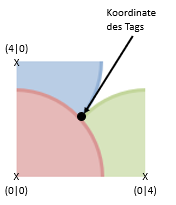 Koordinate
des Tags
(4|0)
X
X
X
(0|0)
(0|4)